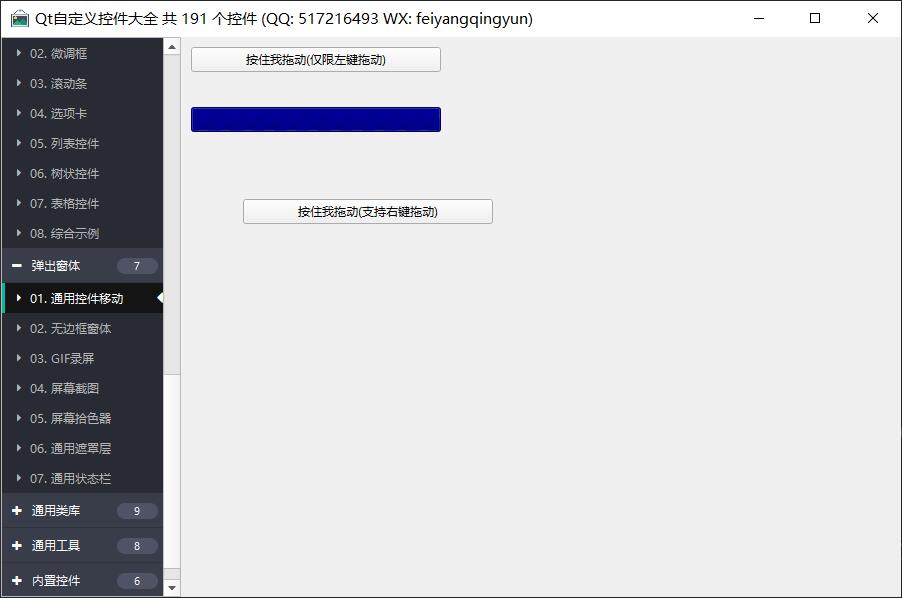 Qt自定义控件大全 共 191 个控件 (QQ: 517216493 WX: feiyangqingyun)
02. 微调框
03. 滚动条
04. 选项卡
05. 列表控件
06. 树状控件
07. 表格控件
08. 综合示例
弹出窗体 7
01. 通用控件移动
02. 无边框窗体
03. GIF录屏
04. 屏幕截图
05. 屏幕拾色器
06. 通用遮罩层
07. 通用状态栏
通用类库 9
通用工具 8
内置控件 6
按住我拖动(仅限左键拖动)
按住我拖动(支持右键拖动)